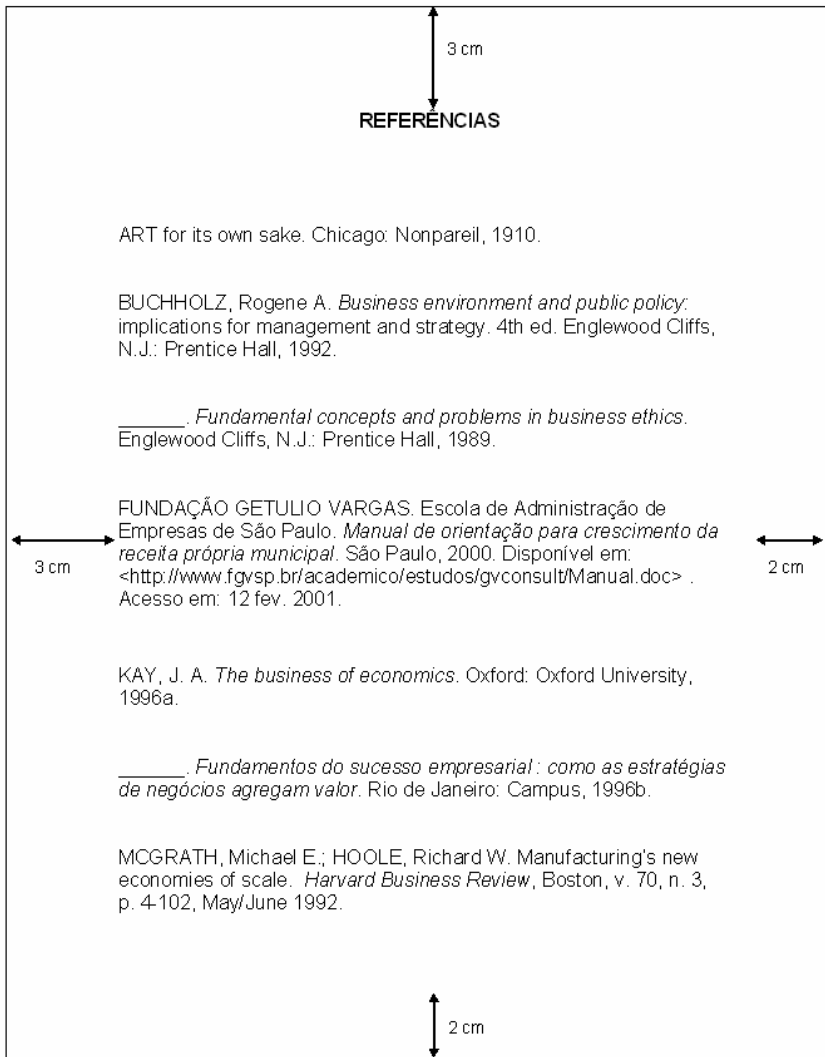 3 cm
REFERÊNCIAS
ART for its own sake. Chicago: Nonpareil, 1910.
BUCHHOLZ, Rogene A. Business environment and public policy:
implications for management and strategy. 4th ed. Englewood Cliffs,
N.J.: Prentice Hall, 1992.
______. Fundamental concepts and problems in business ethics.
Englewood Cliffs, N.J.: Prentice Hall, 1989.
FUNDAÇÃO GETULIO VARGAS. Escola de Administração de
Empresas de São Paulo. Manual de orientação para crescimento da
receita própria municipal. São Paulo, 2000. Disponível em:
<http://www.fgvsp.br/academico/estudos/gvconsult/Manual.doc> .
Acesso em: 12 fev. 2001.
3 cm
2 cm
KAY, J. A. The business of economics. Oxford: Oxford University,
1996a.
______. Fundamentos do sucesso empresarial : como as estratégias
de negócios agregam valor. Rio de Janeiro: Campus, 1996b.
MCGRATH, Michael E.; HOOLE, Richard W. Manufacturing's new
economies of scale. Harvard Business Review, Boston, v. 70, n. 3,
p. 4-102, May/June 1992.
2 cm